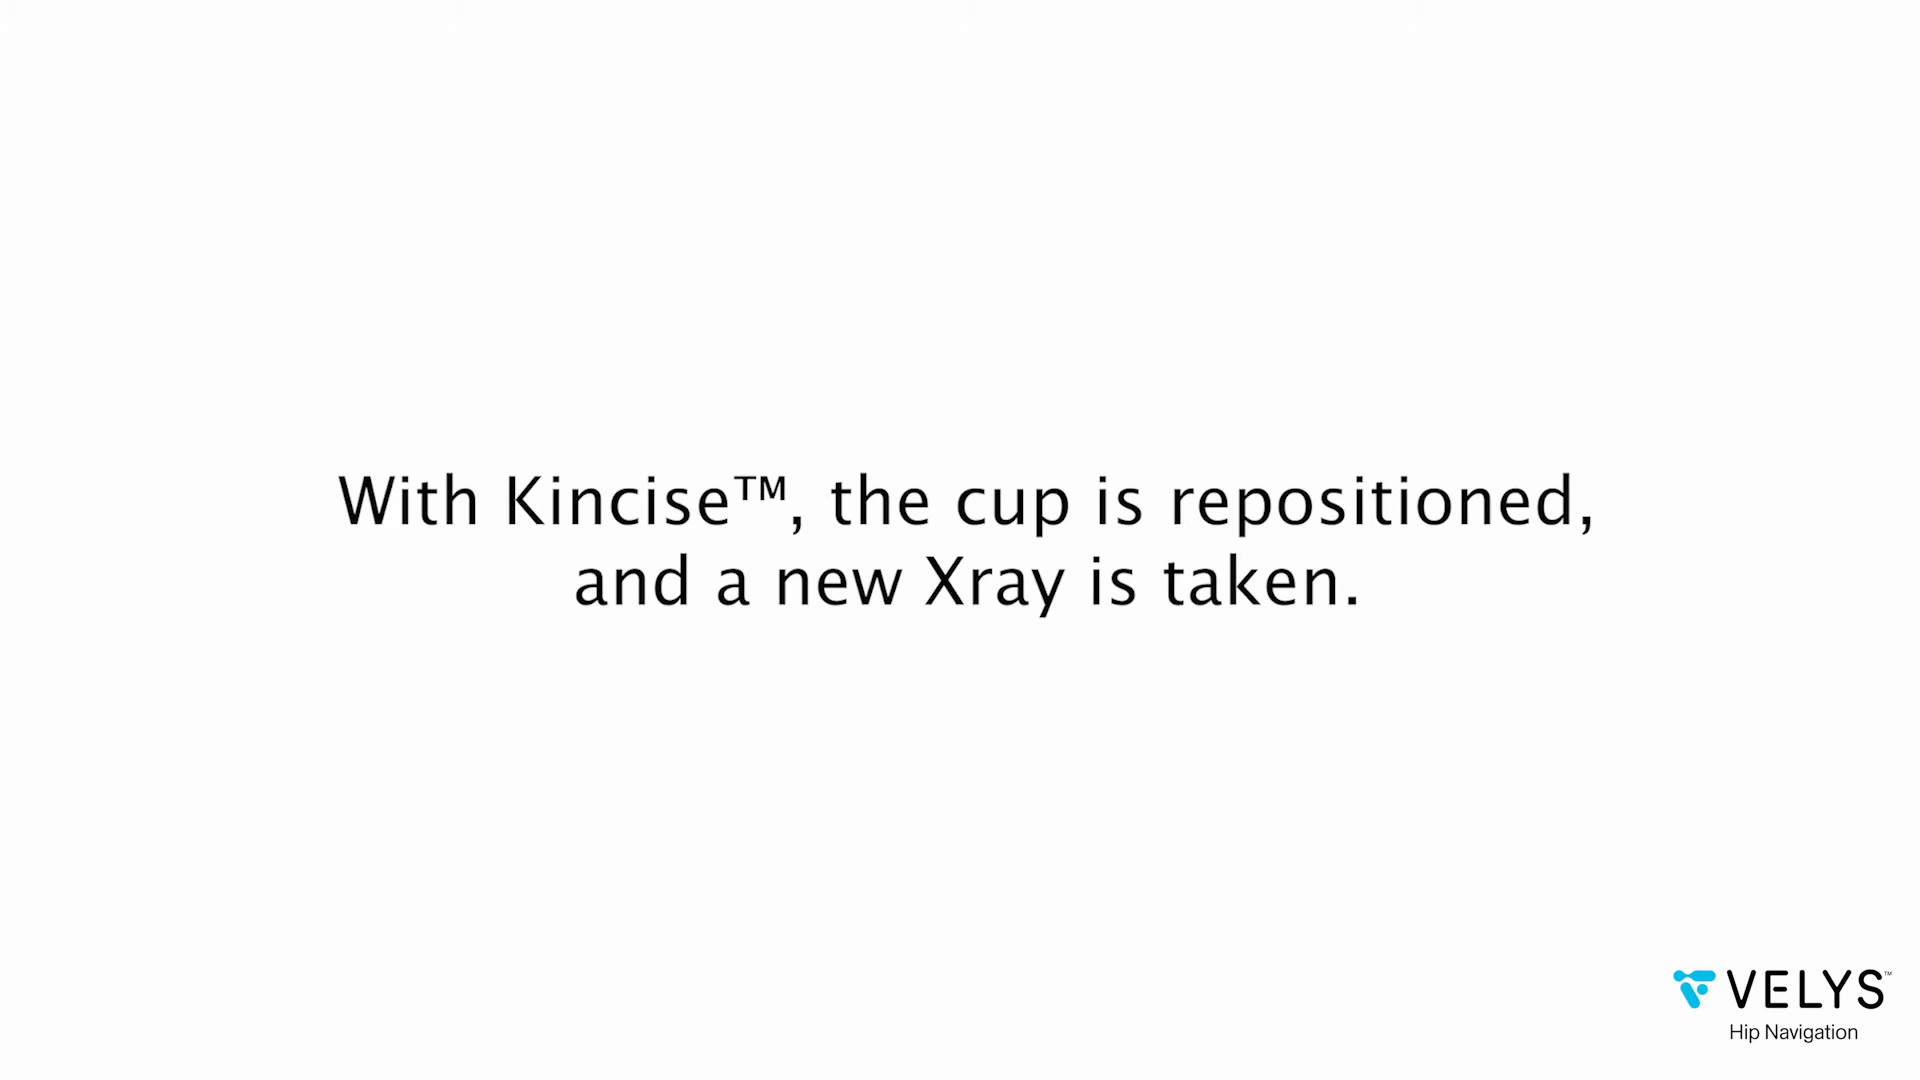 With Kincise™, the cup is repositioned,
and a new Xray is taken.
VELYS™
Hip Navigation